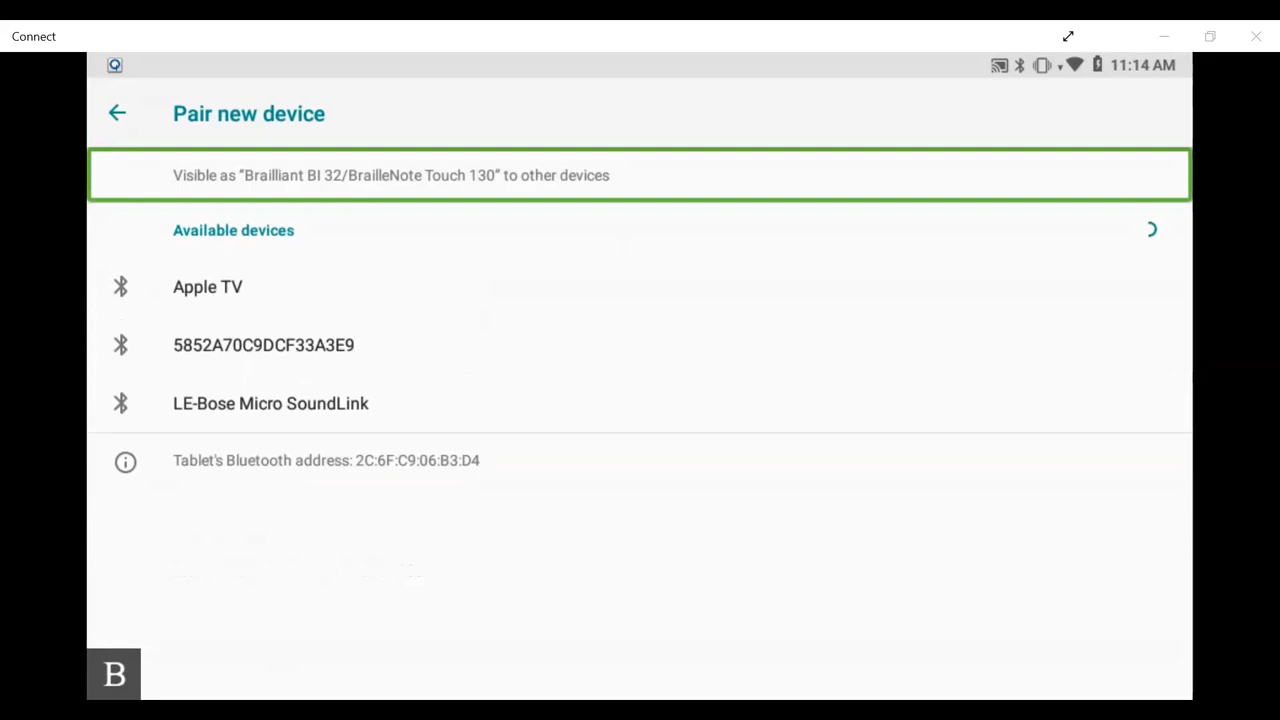 Connect
11:14 AM
Pair new device
Visible as “Brailliant BI 32/BrailleNote Touch 130” to other devices
Available devices
Apple TV
5852A70C9DCF33A3E9
LE-Bose Micro SoundLink
Tablet's Bluetooth address: 2C:6F:C9:06:B3:D4
B